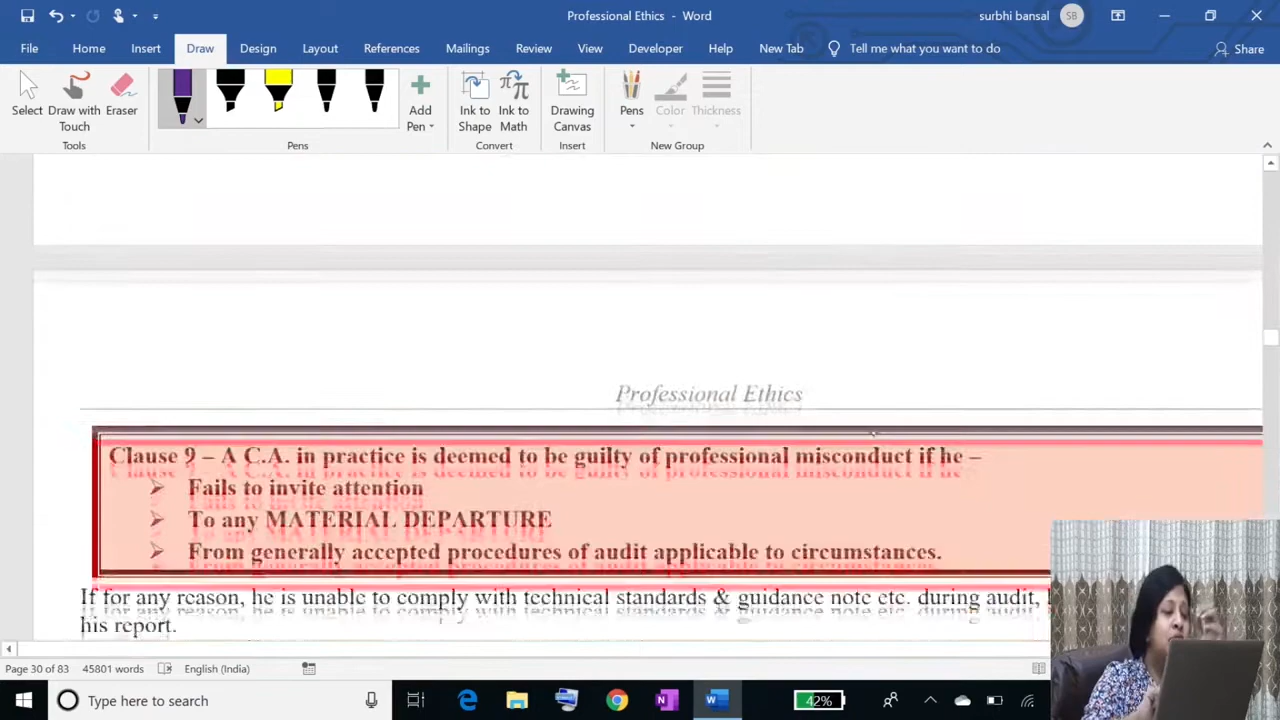 Professional Ethics - Word
surbhi bansal SB
File Home Insert Draw Design Layout References Mailings Review View Developer Help New Tab Tell me what you want to do Share
Select Draw with Touch Eraser
Add Pen
Ink to Shape Ink to Math
Drawing Canvas
Pens Color Thickness
Tools Pens Convert Insert New Group
Professional Ethics
Clause 9 – A C.A. in practice is deemed to be guilty of professional misconduct if he –
➢ Fails to invite attention
➢ To any MATERIAL DEPARTURE
➢ From generally accepted procedures of audit applicable to circumstances.
If for any reason, he is unable to comply with technical standards & guidance note etc. during audit,
his report.
Page 30 of 83 45801 words English (India)
Type here to search 42%